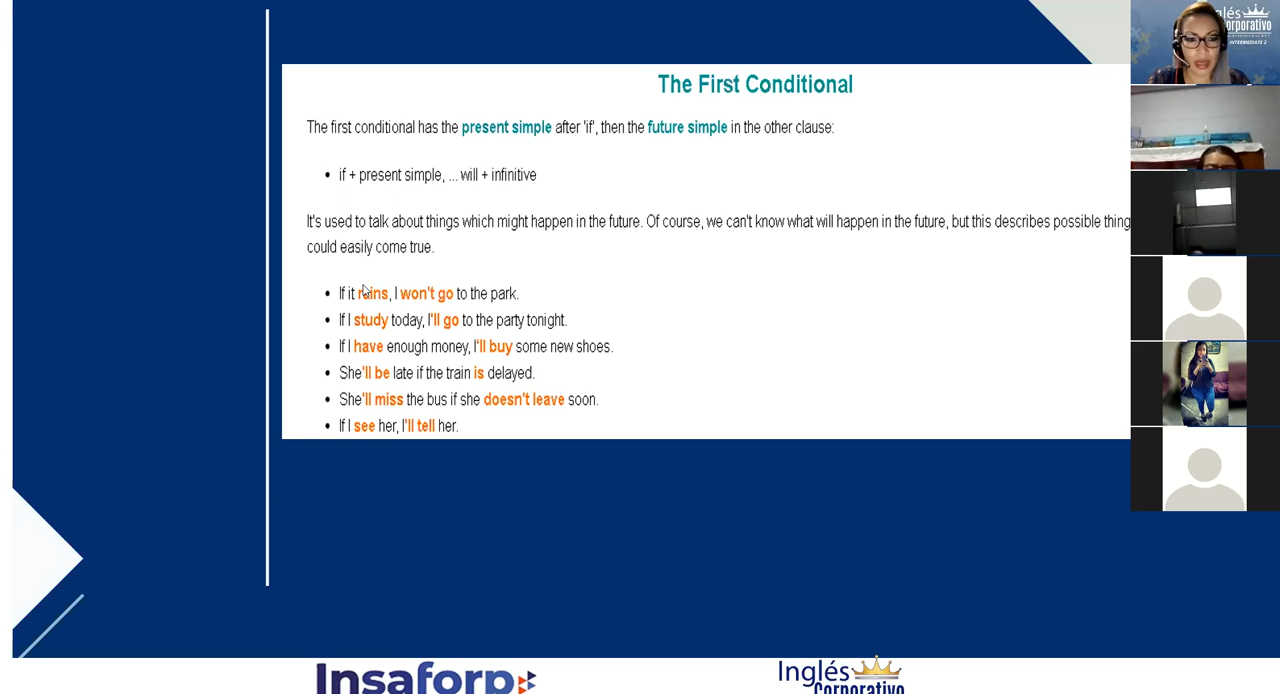 The First Conditional
The first conditional has the present simple after 'if', then the future simple in the other clause:
• if + present simple, ... will + infinitive
It's used to talk about things which might happen in the future. Of course, we can't know what will happen in the future, but this describes possible thing
could easily come true.
• If it rains, I won't go to the park.
• If I study today, I'll go to the party tonight.
• If I have enough money, I'll buy some new shoes.
• She'll be late if the train is delayed.
• She'll miss the bus if she doesn't leave soon.
• If I see her, I'll tell her.
Insaforp
Inglés
Corporativo
glés
orporativo
INTERMEDIATE 2